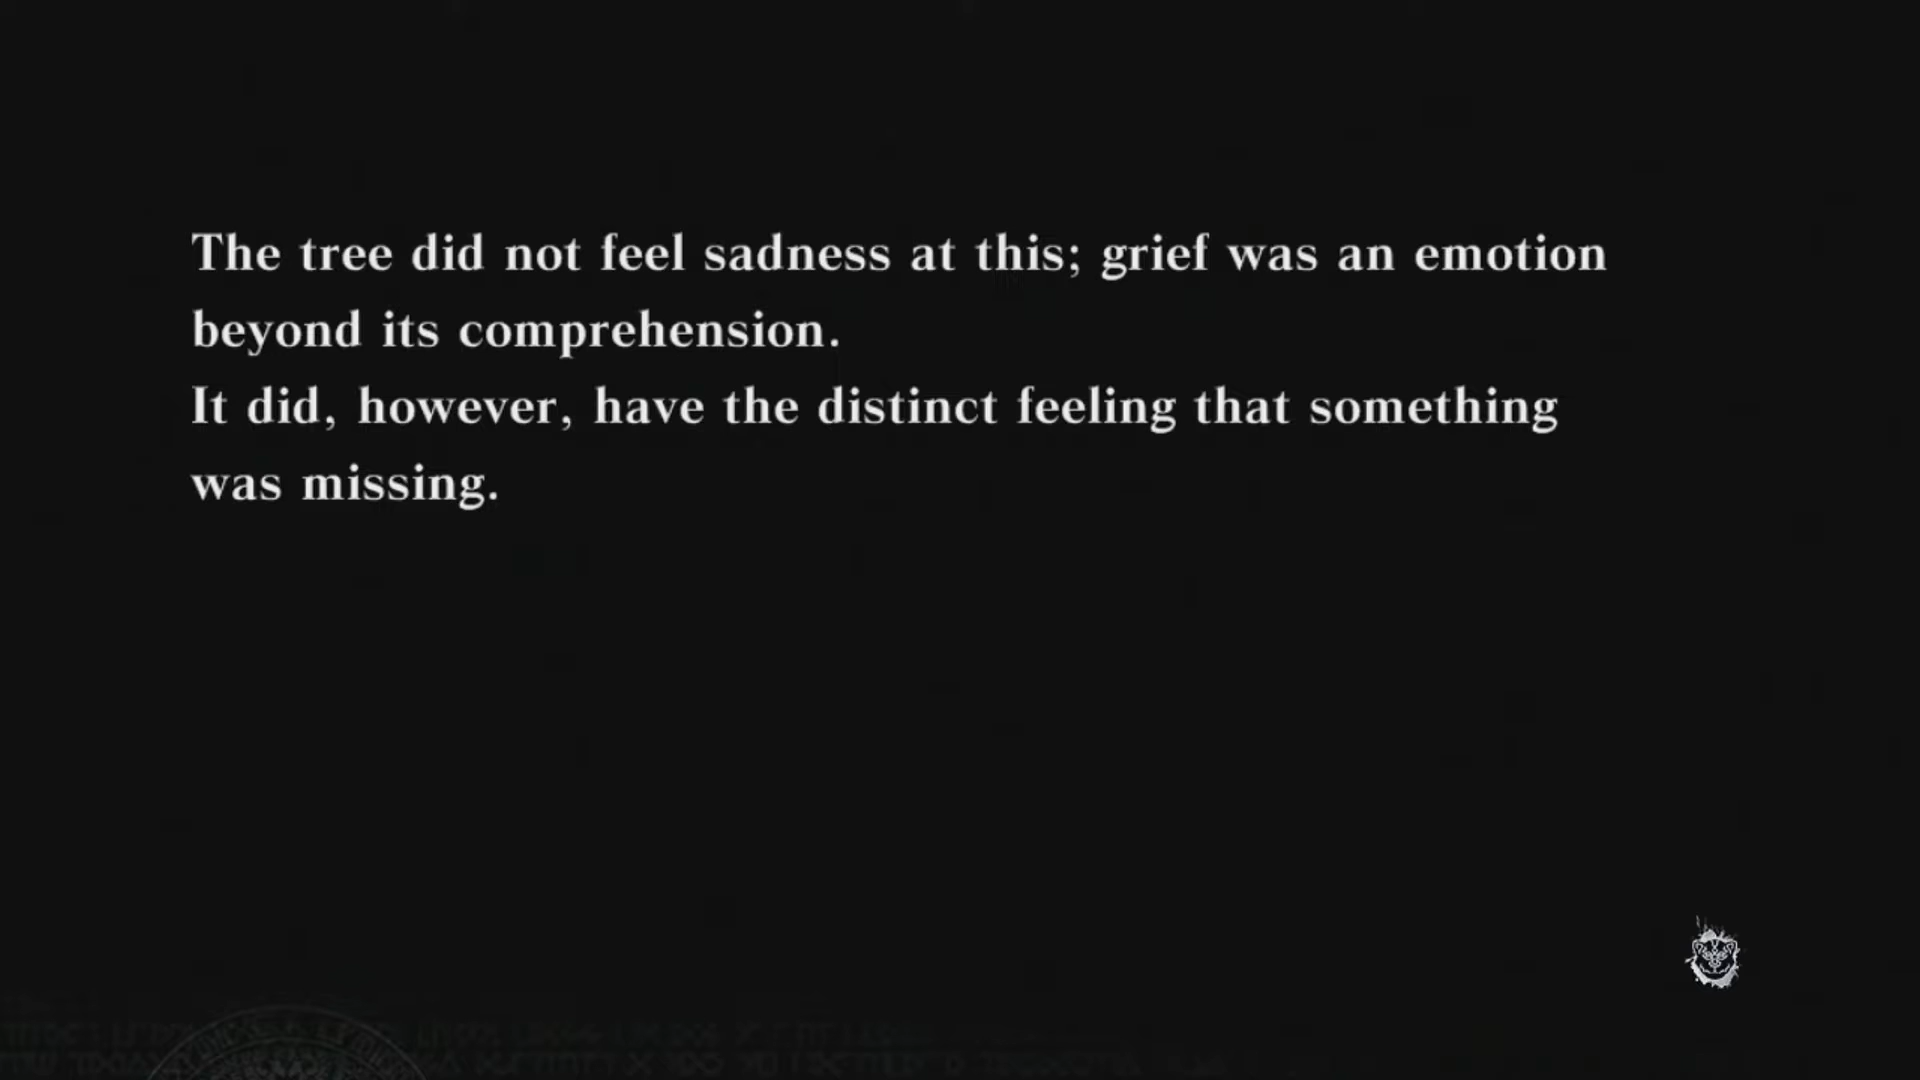 The tree did not feel sadness at this; grief was an emotion
beyond its comprehension.
It did, however, have the distinct feeling that something
was missing.